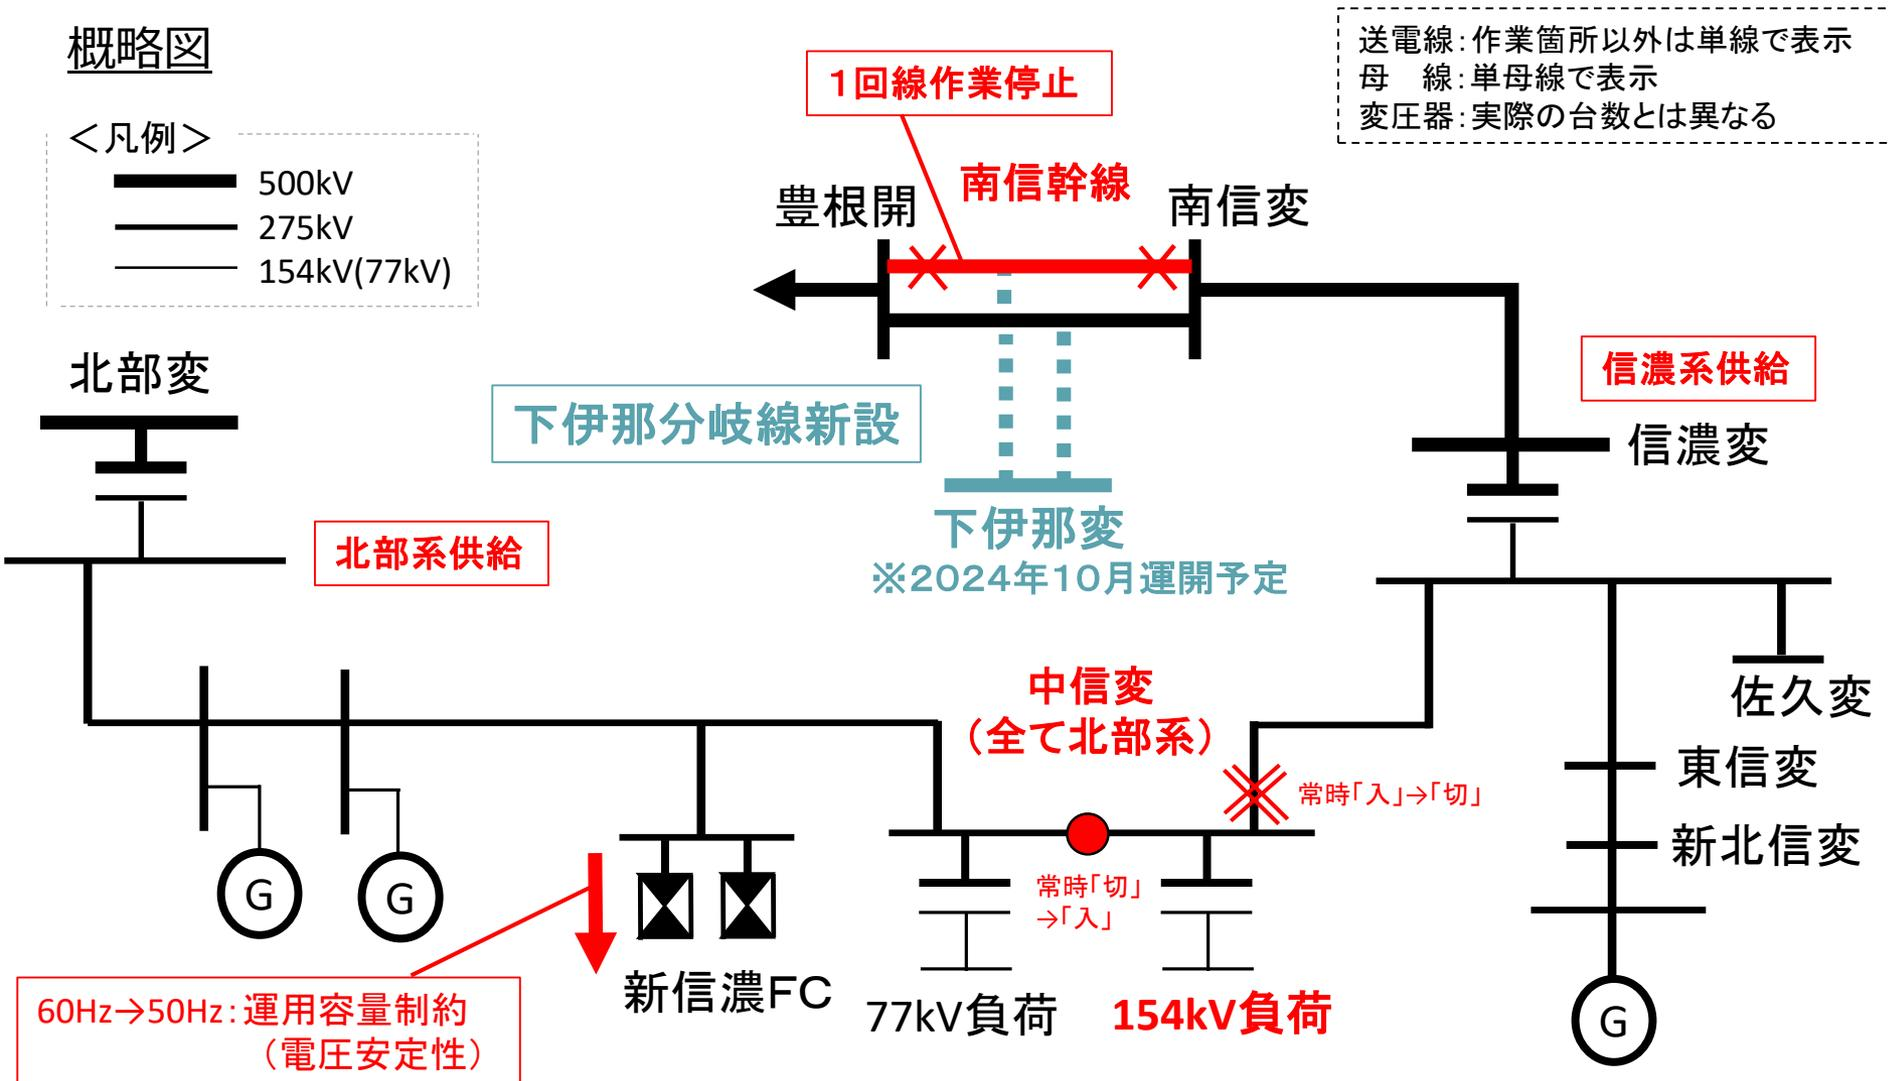 概略図
送電線：作業箇所以外は単線で表示
母　線：単母線で表示
変圧器：実際の台数とは異なる
＜凡例＞
500kV
275kV
154kV(77kV)
1回線作業停止
南信幹線
豊根開
南信変
信濃系供給
北部変
下伊那分岐線新設
信濃変
下伊那変
※2024年10月運開予定
北部系供給
中信変
（全て北部系）
佐久変
東信変
常時「入」→「切」
新北信変
常時「切」
→「入」
G
G
新信濃FC
77kV負荷
154kV負荷
G
60Hz→50Hz：運用容量制約
（電圧安定性）